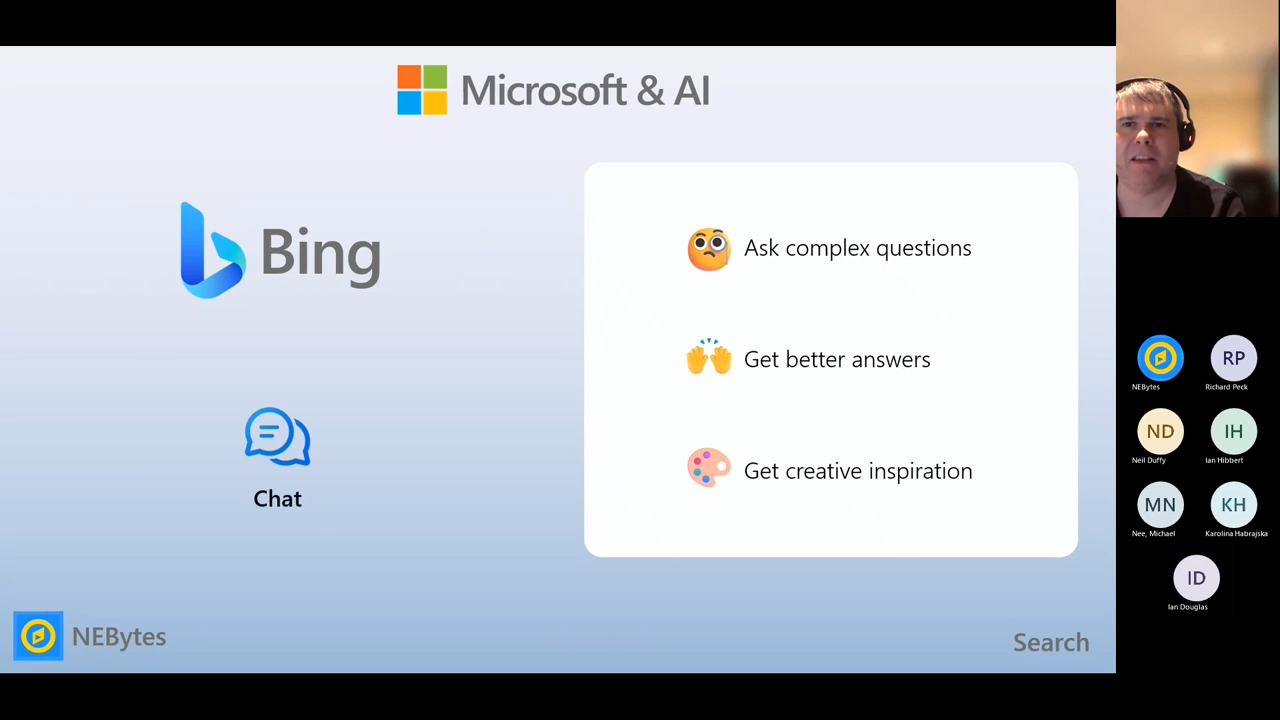 Microsoft & AI
Bing
Chat
Ask complex questions
Get better answers
Get creative inspiration
NEBytes
Search
NEBytes
RP
Richard Peck
ND
Neil Duffy
IH
Ian Hibbert
MN
Nee, Michael
KH
Karolina Habrajska
ID
Ian Douglas